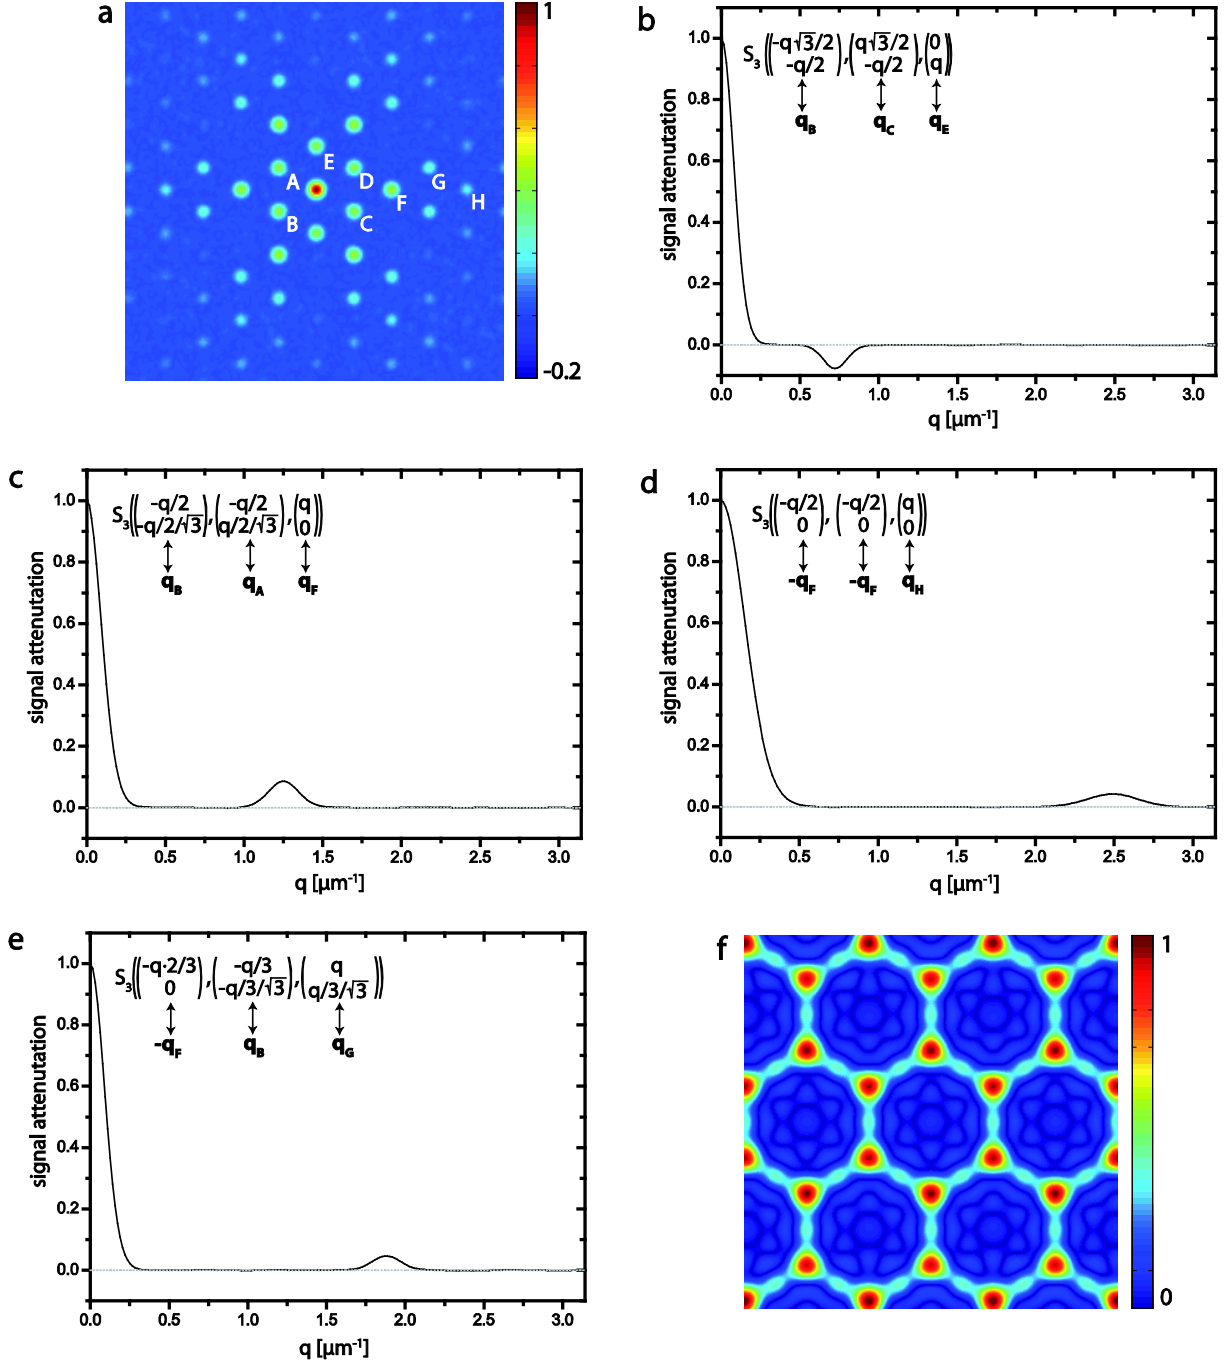 a
1
E
A
D
G
F
H
B
C
-0.2
b
1.0
0.8
0.6
0.4
0.2
0.0
signal attenutation
S3((-q√3/2 -q/2),(q√3/2 -q/2),(0 q))
qB qC qE
0.0 0.5 1.0 1.5 2.0 2.5 3.0
q [µm-1]
c
1.0
0.8
0.6
0.4
0.2
0.0
signal attenutation
S3((-q/2 -q/2/√3),(-q/2 q/2/√3),(q 0))
qB qA qF
0.0 0.5 1.0 1.5 2.0 2.5 3.0
q [µm-1]
d
1.0
0.8
0.6
0.4
0.2
0.0
signal attenutation
S3((-q/2 0),(-q/2 0),(q 0))
-qF -qF qH
0.0 0.5 1.0 1.5 2.0 2.5 3.0
q [µm-1]
e
1.0
0.8
0.6
0.4
0.2
0.0
signal attenutation
S3((-q·2/3 0),(-q/3 -q/3/√3),(q q/3/√3))
-qF qB qG
0.0 0.5 1.0 1.5 2.0 2.5 3.0
q [µm-1]
f
1
0